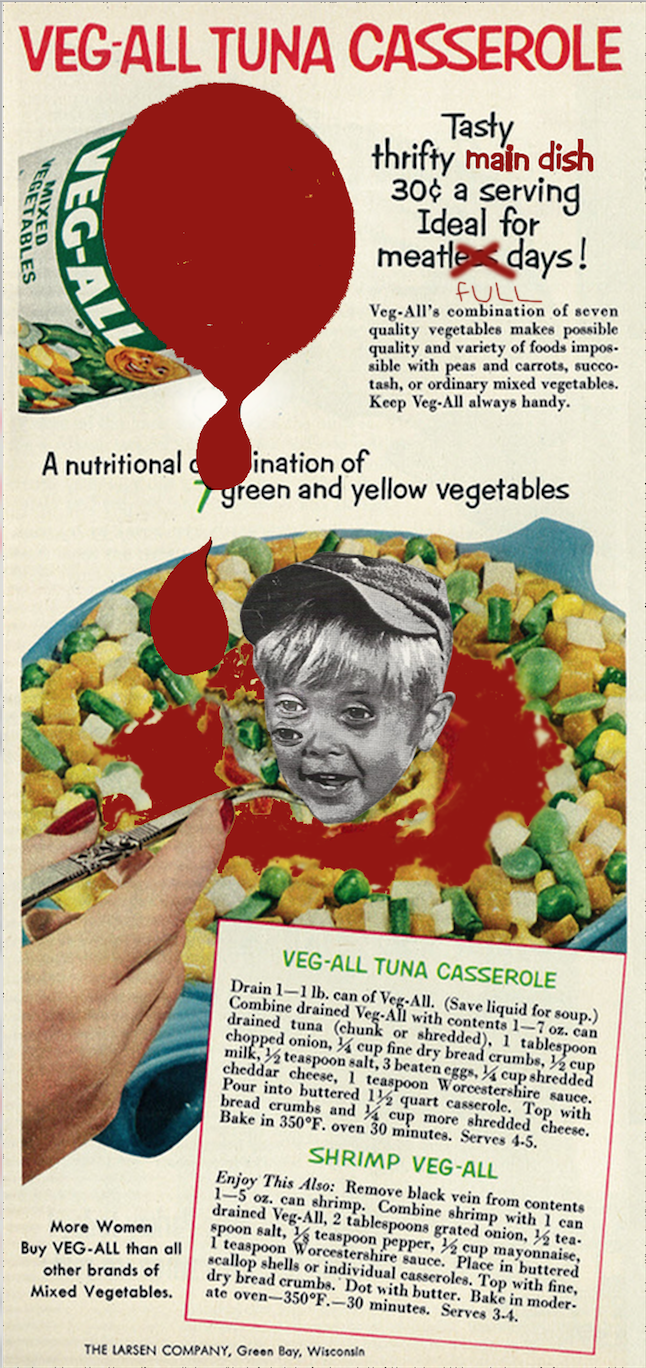 VEG-ALL TUNA CASSEROLE
VEG-ALL
MIXED
VEGETABLES
Tasty
thrifty main dish
30¢ a serving
Ideal for
meatle days!
FULL
Veg-All's combination of seven
quality vegetables makes possible
quality and variety of foods impos-
sible with peas and carrots, succo-
tash, or ordinary mixed vegetables.
Keep Veg-All always handy.
A nutritional c ination of
7 green and yellow vegetables
VEG-ALL TUNA CASSEROLE
Drain 1—1 lb. can of Veg-All. (Save liquid for soup.)
Combine drained Veg-All with contents 1—7 oz. can
drained tuna (chunk or shredded), 1 tablespoon
chopped onion, ¼ cup fine dry bread crumbs, ½ cup
milk, ½ teaspoon salt, 3 beaten eggs, ¼ cup shredded
cheddar cheese, 1 teaspoon Worcestershire sauce.
Pour into buttered 1½ quart casserole. Top with
bread crumbs and ¼ cup more shredded cheese.
Bake in 350°F. oven 30 minutes. Serves 4-5.
SHRIMP VEG-ALL
Enjoy This Also: Remove black vein from contents
1—5 oz. can shrimp. Combine shrimp with 1 can
drained Veg-All, 2 tablespoons grated onion, ½ tea-
spoon salt, ⅛ teaspoon pepper, ½ cup mayonnaise,
1 teaspoon Worcestershire sauce. Place in buttered
scallop shells or individual casseroles. Top with fine,
dry bread crumbs. Dot with butter. Bake in moder-
ate oven—350°F.—30 minutes. Serves 3-4.
More Women
Buy VEG-ALL than all
other brands of
Mixed Vegetables.
THE LARSEN COMPANY, Green Bay, Wisconsin